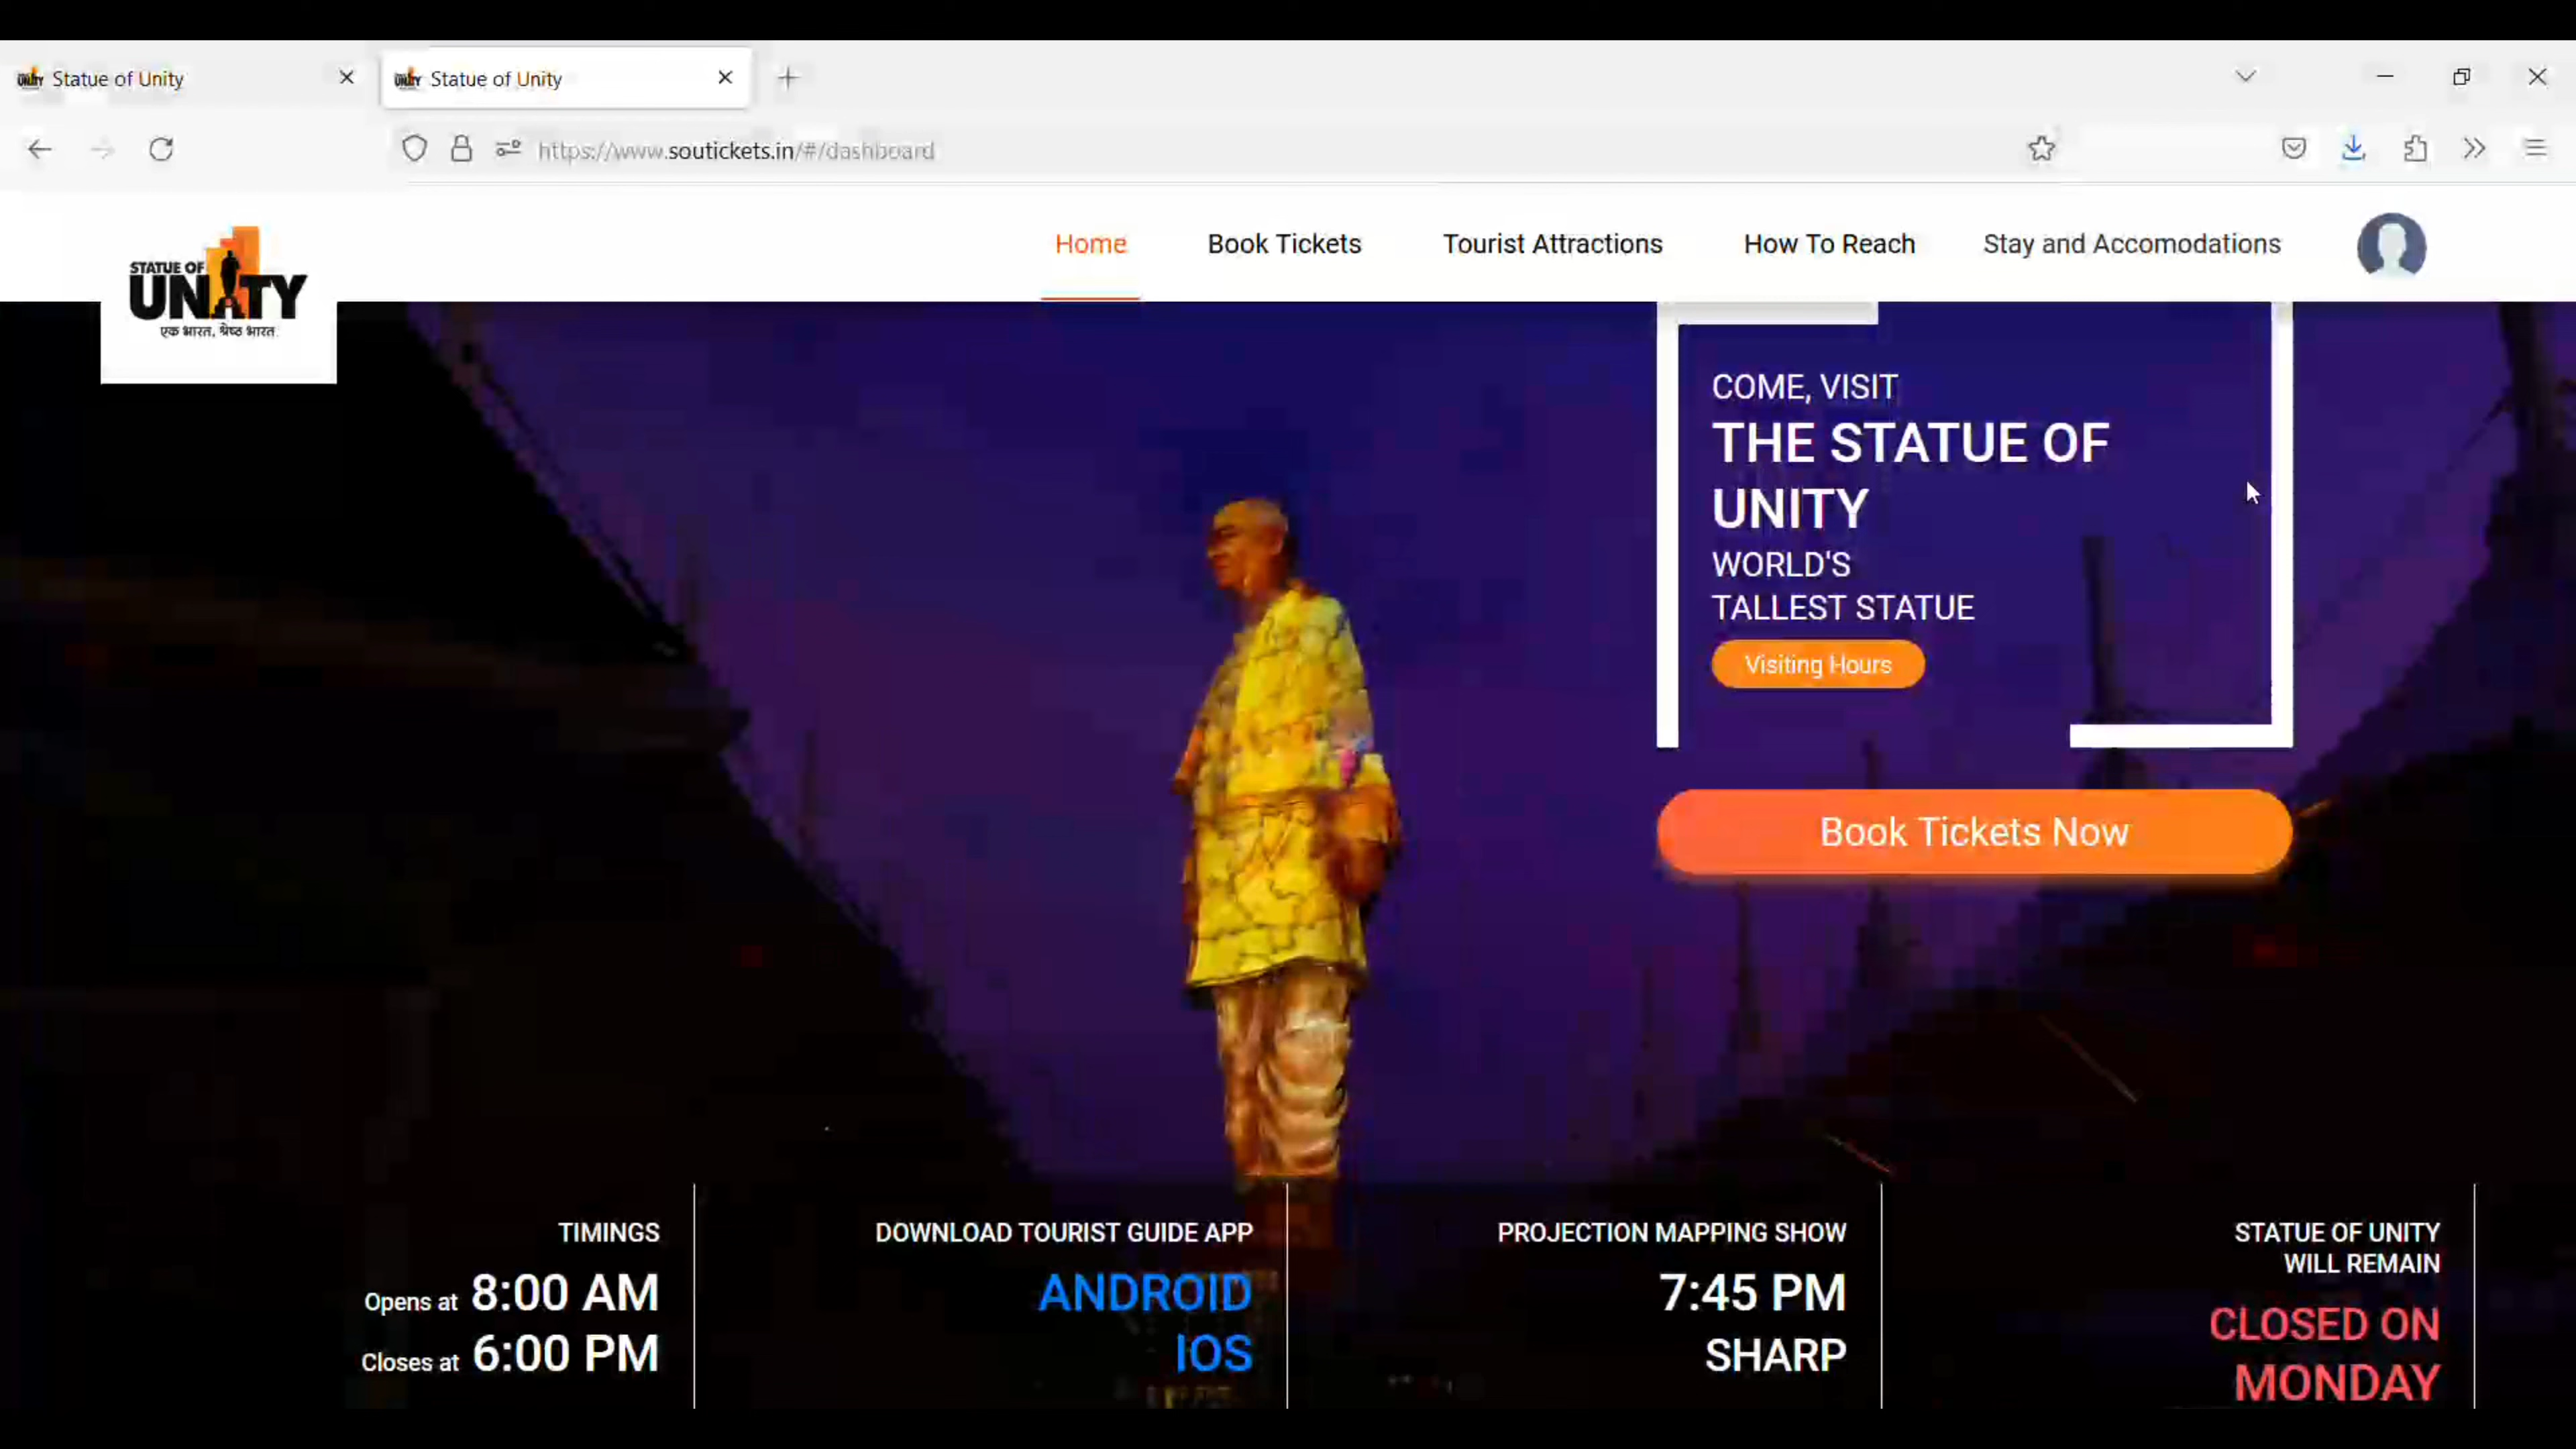 Statue of Unity
Statue of Unity
https://www.soutickets.in/#/dashboard
STATUE OF
UNITY
एक भारत, श्रेष्ठ भारत
Home
Book Tickets
Tourist Attractions
How To Reach
Stay and Accomodations
COME, VISIT
THE STATUE OF
UNITY
WORLD'S
TALLEST STATUE
Visiting Hours
Book Tickets Now
TIMINGS
Opens at 8:00 AM
Closes at 6:00 PM
DOWNLOAD TOURIST GUIDE APP
ANDROID
IOS
PROJECTION MAPPING SHOW
7:45 PM
SHARP
STATUE OF UNITY
WILL REMAIN
CLOSED ON
MONDAY